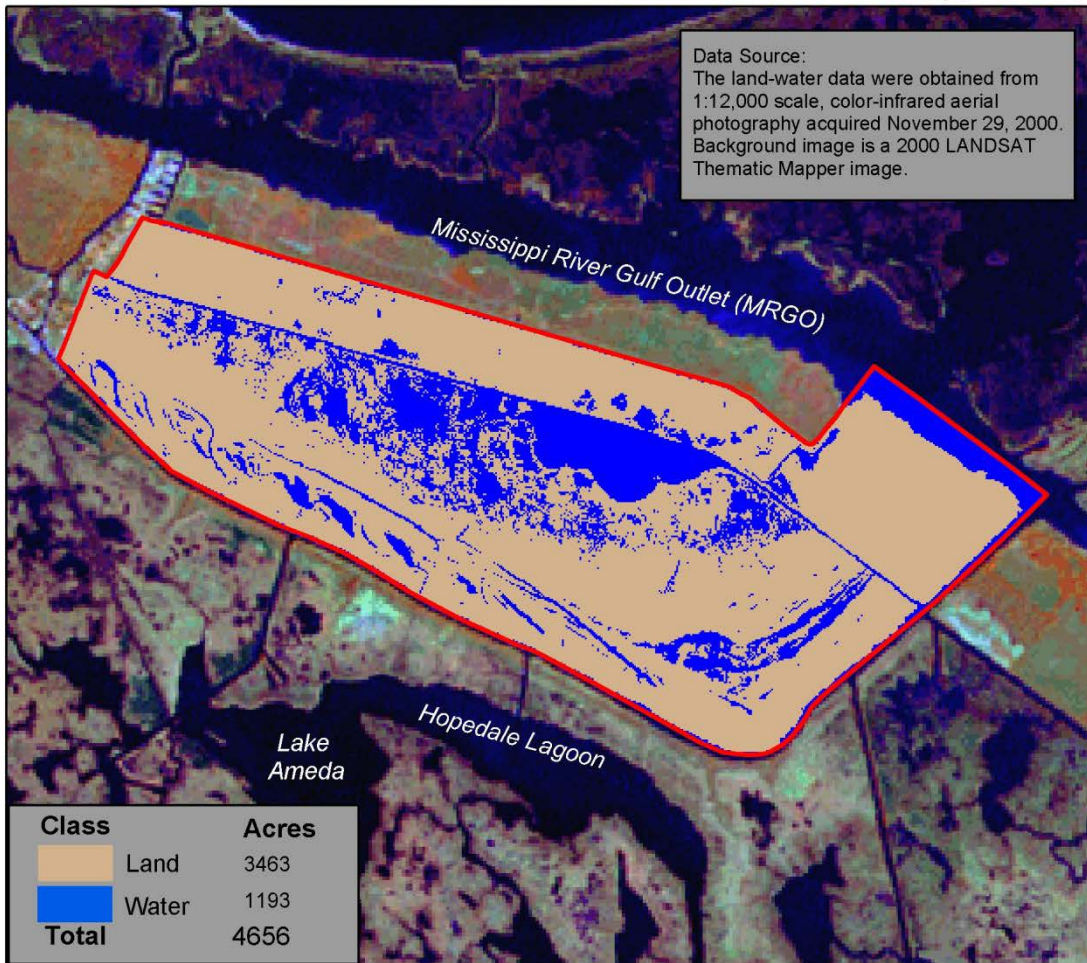 Data Source:
The land-water data were obtained from
1:12,000 scale, color-infrared aerial
photography acquired November 29, 2000.
Background image is a 2000 LANDSAT
Thematic Mapper image.
Mississippi River Gulf Outlet (MRGO)
Hopedale Lagoon
Lake
Ameda
Class Acres
Land 3463
Water 1193
Total 4656